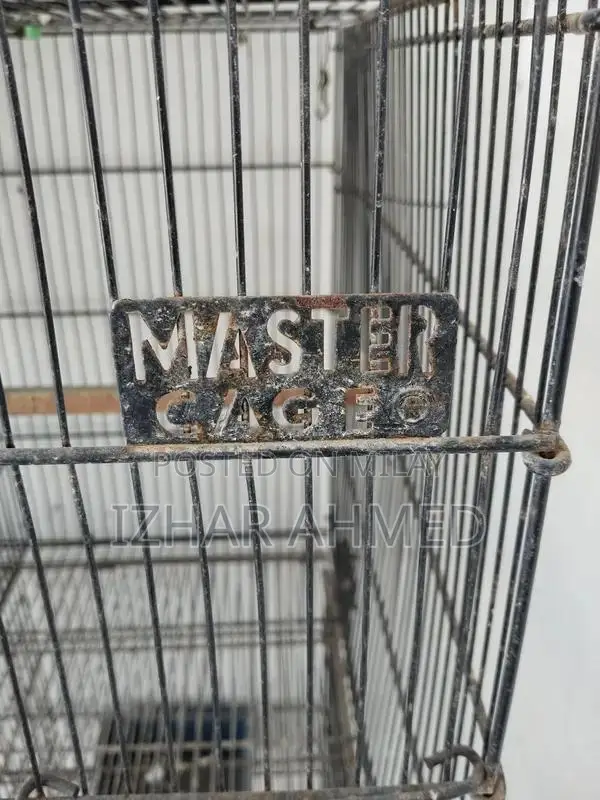 MASTER
CAGE®
POSTED ON MILAY
IZHAR AHMED